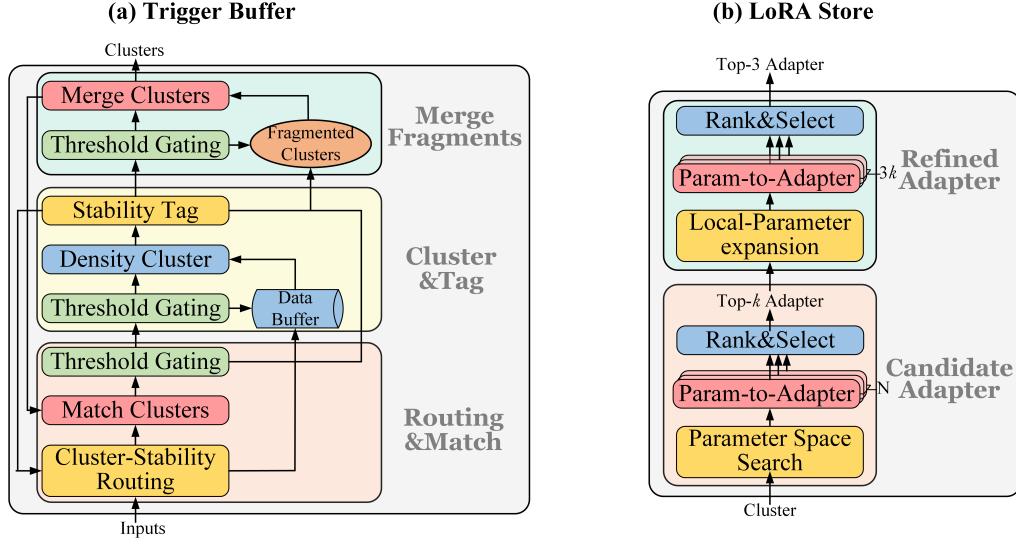 (a) Trigger Buffer
Clusters
Merge Clusters
Threshold Gating
Fragmented
Clusters
Merge
Fragments
Stability Tag
Density Cluster
Threshold Gating
Data
Buffer
Cluster
&Tag
Threshold Gating
Match Clusters
Cluster-Stability
Routing
Routing
&Match
Inputs
(b) LoRA Store
Top-3 Adapter
Rank&Select
Param-to-Adapter
3k
Local-Parameter
expansion
Refined
Adapter
Top-k Adapter
Rank&Select
Param-to-Adapter
N
Parameter Space
Search
Candidate
Adapter
Cluster